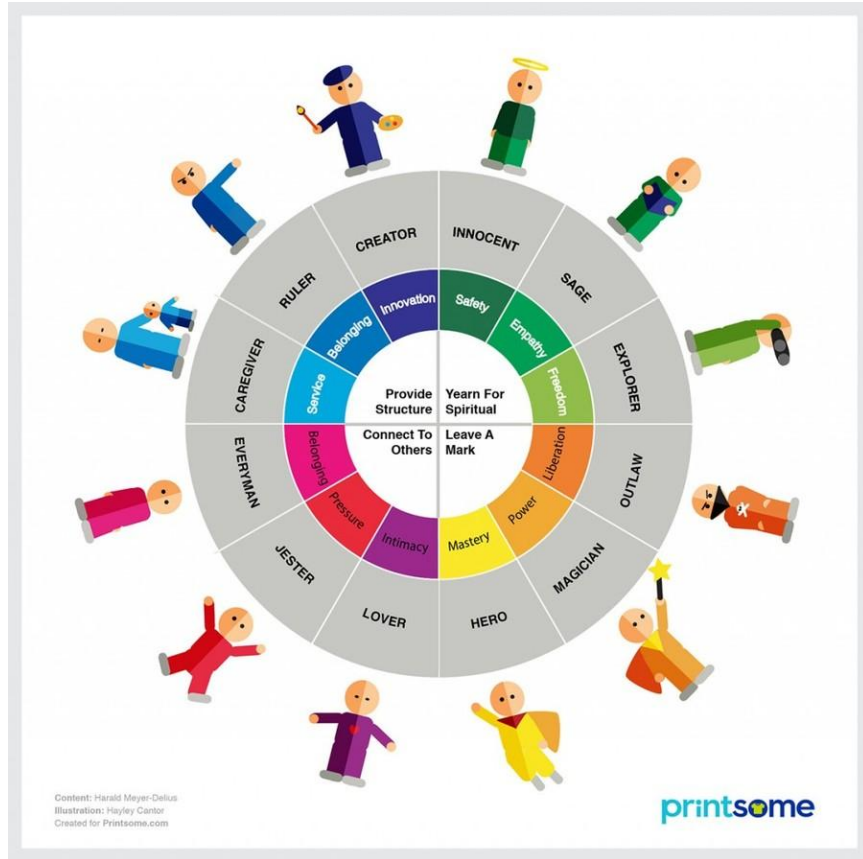 CREATOR
INNOCENT
SAGE
EXPLORER
OUTLAW
MAGICIAN
HERO
LOVER
JESTER
EVERYMAN
CAREGIVER
RULER
Innovation
Safety
Empathy
Freedom
Liberation
Power
Mastery
Intimacy
Pressure
Belonging
Service
Belonging
Provide
Structure
Yearn For
Spiritual
Connect To
Others
Leave A
Mark
Content: Harald Meyer-Delius
Illustration: Hayley Cantor
Created for Printsome.com
printsome